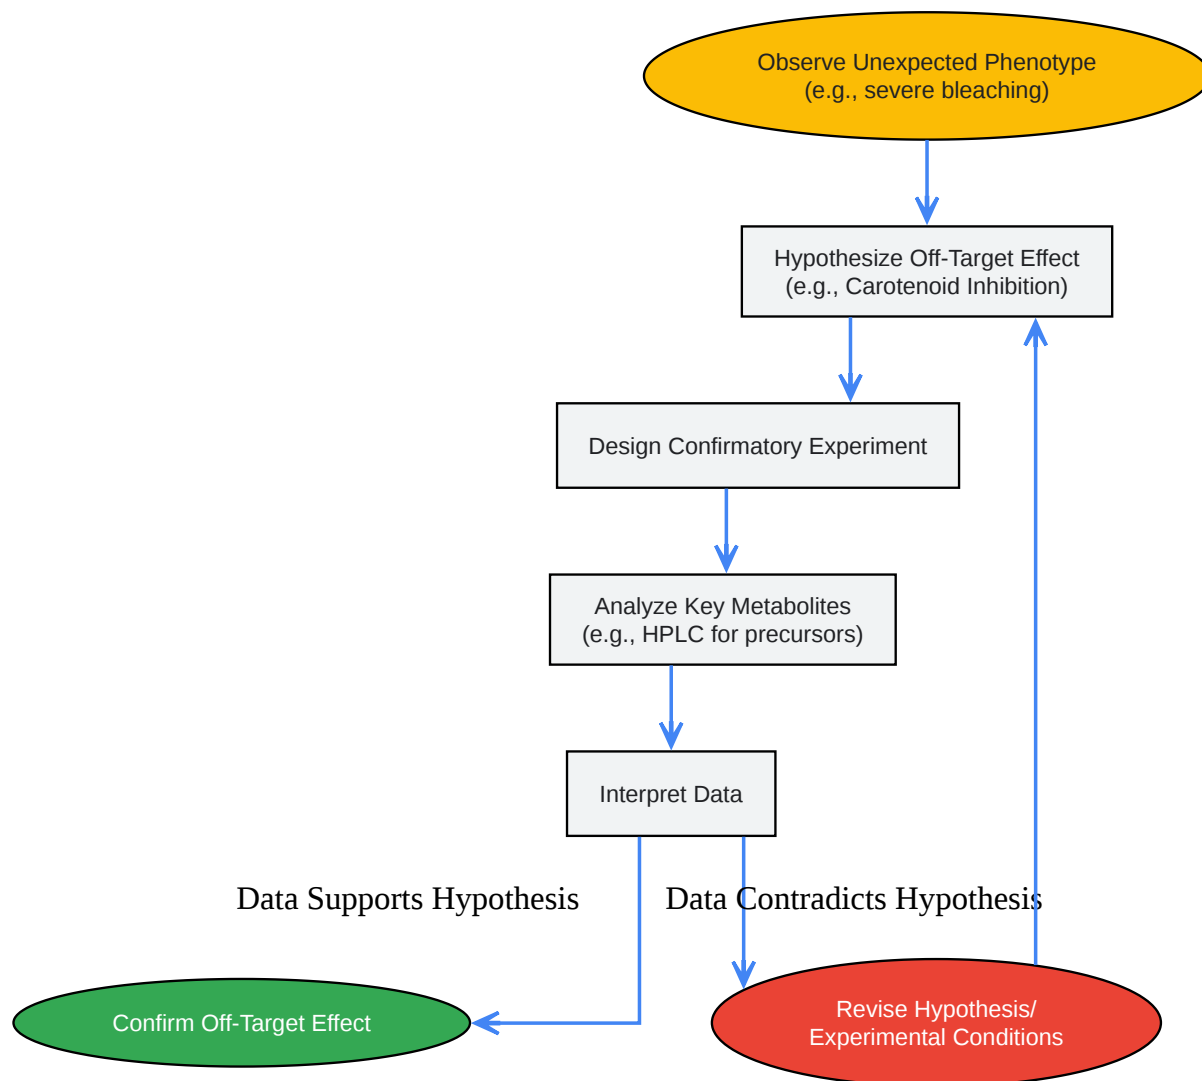 Observe Unexpected Phenotype
(e.g., severe bleaching)
Hypothesize Off-Target Effect
(e.g., Carotenoid Inhibition)
Design Confirmatory Experiment
Analyze Key Metabolites
(e.g., HPLC for precursors)
Interpret Data
Data Supports Hypothesis
Data Contradicts Hypothesis
Confirm Off-Target Effect
Revise Hypothesis/
Experimental Conditions